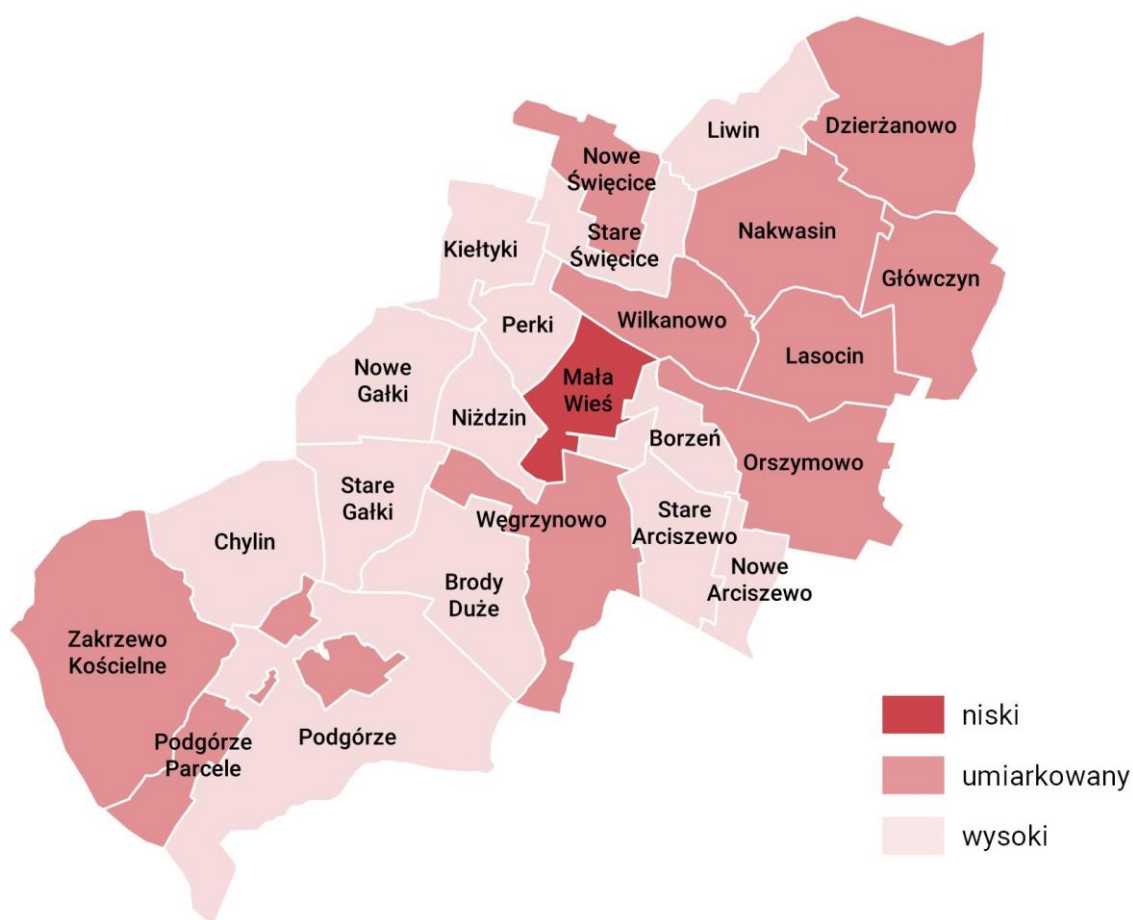 Liwin
Dzierżanowo
Nowe
Święcice
Stare
Święcice
Nakwasin
Kiełtyki
Główczyn
Perki
Wilkanowo
Lasocin
Nowe
Gałki
Mała
Wieś
Niżdzin
Borzeń
Orszymowo
Stare
Gałki
Węgrzynowo
Stare
Arciszewo
Chylin
Nowe
Arciszewo
Brody
Duże
Zakrzewo
Kościelne
Podgórze
Parcele
Podgórze
niski
umiarkowany
wysoki